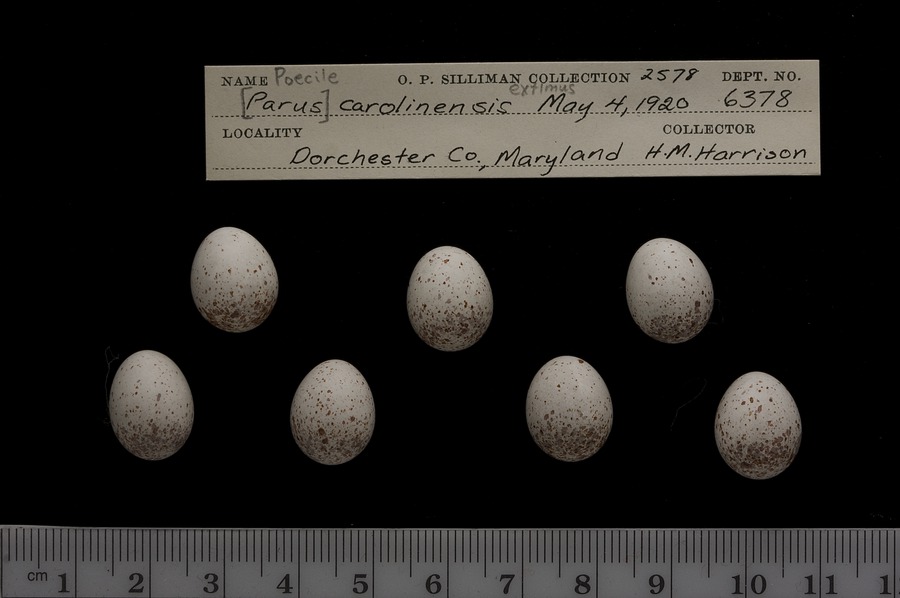 NAME Poecile O. P. SILLIMAN COLLECTION 2578 DEPT. NO.
[Parus] carolinensis extimus May 4, 1920 6378
LOCALITY COLLECTOR
Dorchester Co., Maryland H.M. Harrison
cm 1 2 3 4 5 6 7 8 9 10 11 1